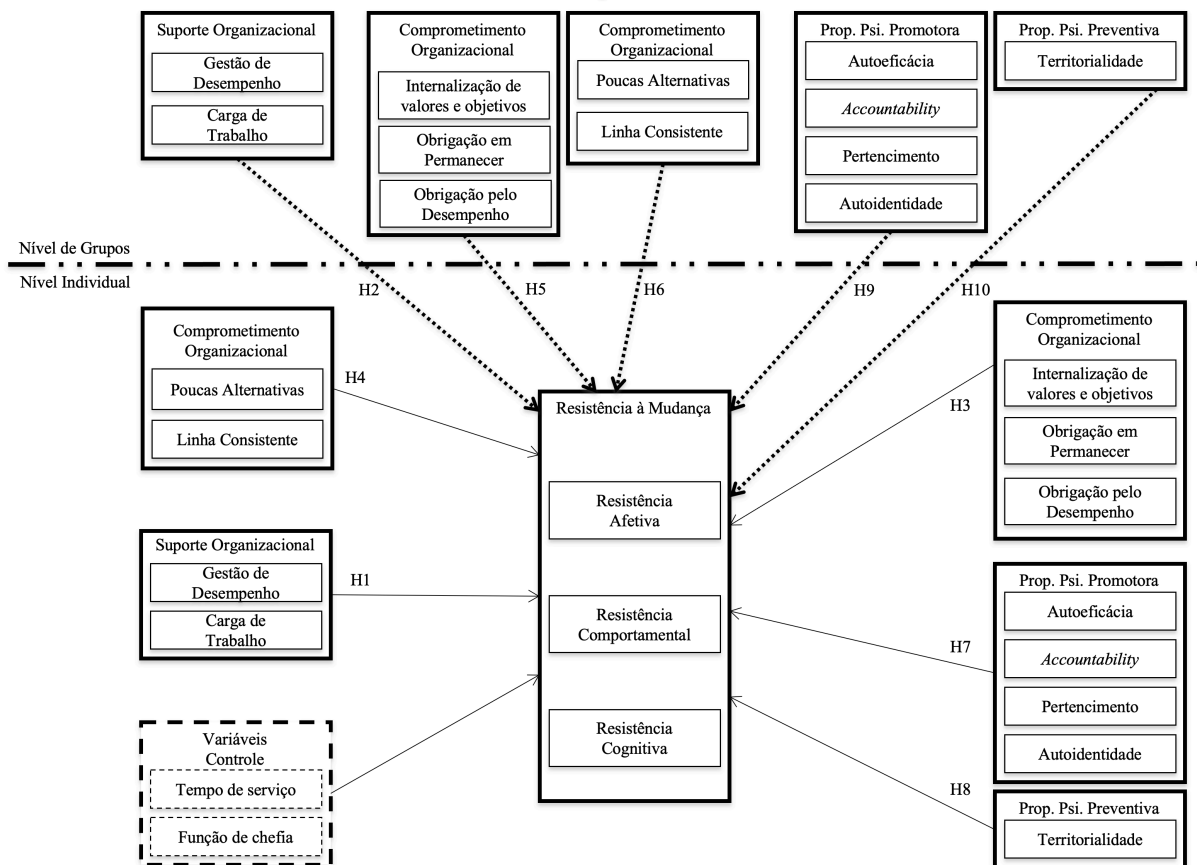 Suporte Organizacional
Gestão de
Desempenho
Carga de
Trabalho
Comprometimento
Organizacional
Internalização de
valores e objetivos
Obrigação em
Permanecer
Obrigação pelo
Desempenho
Comprometimento
Organizacional
Poucas Alternativas
Linha Consistente
Prop. Psi. Promotora
Autoeficácia
Accountability
Pertencimento
Autoidentidade
Prop. Psi. Preventiva
Territorialidade
Nível de Grupos
Nível Individual
H2
H5
H6
H9
H10
Comprometimento
Organizacional
Poucas Alternativas
Linha Consistente
H4
Suporte Organizacional
Gestão de
Desempenho
Carga de
Trabalho
H1
Variáveis
Controle
Tempo de serviço
Função de chefia
Resistência à Mudança
Resistência
Afetiva
Resistência
Comportamental
Resistência
Cognitiva
H3
Comprometimento
Organizacional
Internalização de
valores e objetivos
Obrigação em
Permanecer
Obrigação pelo
Desempenho
H7
Prop. Psi. Promotora
Autoeficácia
Accountability
Pertencimento
Autoidentidade
H8
Prop. Psi. Preventiva
Territorialidade